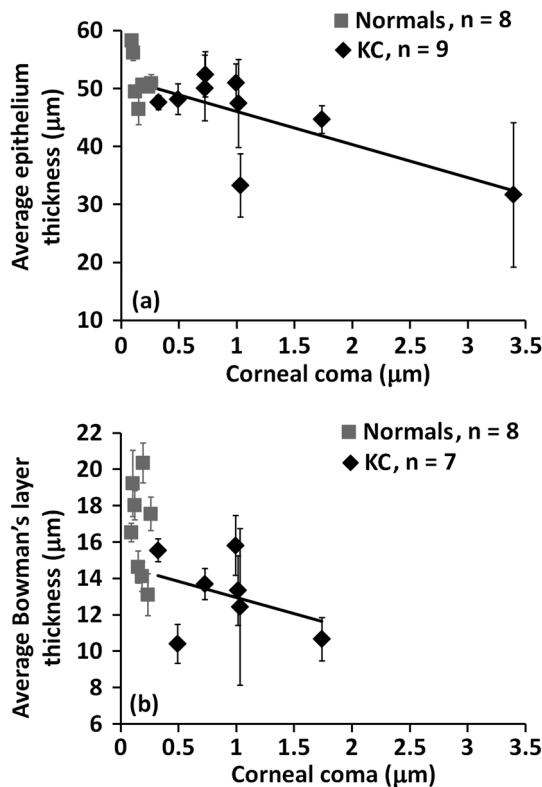 Normals, n = 8
KC, n = 9
60
50
40
30
20
10
Average epithelium
thickness (μm)
(a)
0 0.5 1 1.5 2 2.5 3 3.5
Corneal coma (μm)
Normals, n = 8
KC, n = 7
22
20
18
16
14
12
10
8
6
Average Bowman's layer
thickness (μm)
(b)
0 0.5 1 1.5 2 2.5 3 3.5
Corneal coma (μm)